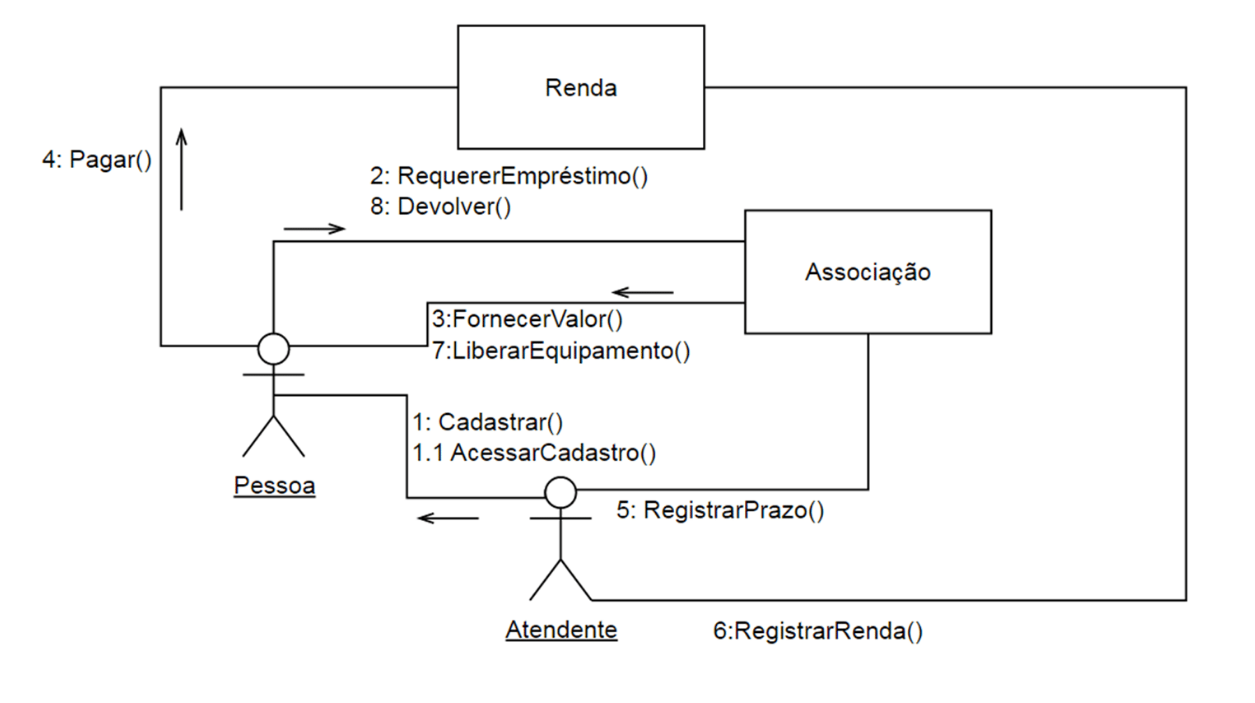 Renda
4: Pagar()
2: RequererEmpréstimo()
8: Devolver()
Associação
3:FornecerValor()
7:LiberarEquipamento()
1: Cadastrar()
1.1 AcessarCadastro()
Pessoa
5: RegistrarPrazo()
Atendente
6:RegistrarRenda()